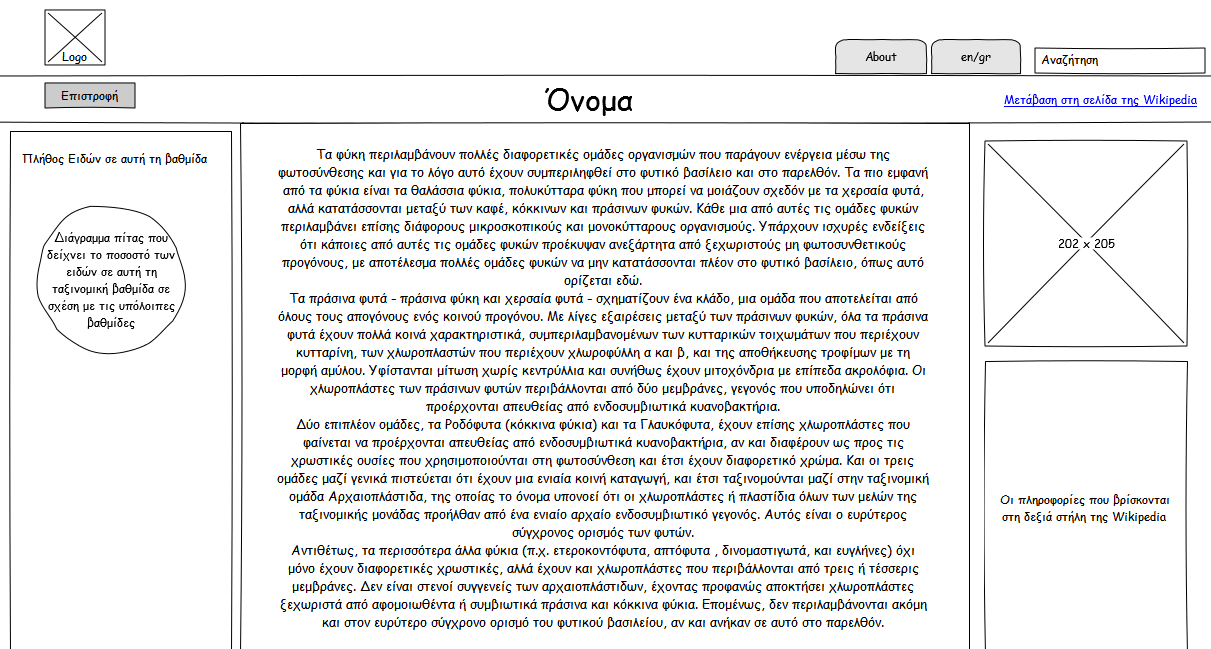 Logo
About
en/gr
Αναζήτηση
Επιστροφή
Όνομα
Μετάβαση στη σελίδα της Wikipedia
Πλήθος Ειδών σε αυτή τη βαθμίδα
Διάγραμμα πίτας που
δείχνει το ποσοστό των
ειδών σε αυτή τη
ταξινομική βαθμίδα σε
σχέση με τις υπόλοιπες
βαθμίδες
Τα φύκη περιλαμβάνουν πολλές διαφορετικές ομάδες οργανισμών που παράγουν ενέργεια μέσω της
φωτοσύνθεσης και για το λόγο αυτό έχουν συμπεριληφθεί στο φυτικό βασίλειο και στο παρελθόν. Τα πιο εμφανή
από τα φύκια είναι τα θαλάσσια φύκια, πολυκύτταρα φύκη που μπορεί να μοιάζουν σχεδόν με τα χερσαία φυτά,
αλλά κατατάσσονται μεταξύ των καφέ, κόκκινων και πράσινων φυκών. Κάθε μια από αυτές τις ομάδες φυκών
περιλαμβάνει επίσης διάφορους μικροσκοπικούς και μονοκύτταρους οργανισμούς. Υπάρχουν ισχυρές ενδείξεις
ότι κάποιες από αυτές τις ομάδες φυκών προέκυψαν ανεξάρτητα από ξεχωριστούς μη φωτοσυνθετικούς
προγόνους, με αποτέλεσμα πολλές ομάδες φυκών να μην κατατάσσονται πλέον στο φυτικό βασίλειο, όπως αυτό
ορίζεται εδώ.
Τα πράσινα φυτά - πράσινα φύκη και χερσαία φυτά - σχηματίζουν ένα κλάδο, μια ομάδα που αποτελείται από
όλους τους απογόνους ενός κοινού προγόνου. Με λίγες εξαιρέσεις μεταξύ των πράσινων φυκών, όλα τα πράσινα
φυτά έχουν πολλά κοινά χαρακτηριστικά, συμπεριλαμβανομένων των κυτταρικών τοιχωμάτων που περιέχουν
κυτταρίνη, των χλωροπλαστών που περιέχουν χλωροφύλλη α και β, και της αποθήκευσης τροφίμων με τη
μορφή αμύλου. Υφίστανται μίτωση χωρίς κεντρύλλια και συνήθως έχουν μιτοχόνδρια με επίπεδα ακρολόφια. Οι
χλωροπλάστες των πράσινων φυτών περιβάλλονται από δύο μεμβράνες, γεγονός που υποδηλώνει ότι
προέρχονται απευθείας από ενδοσυμβιωτικά κυανοβακτήρια.
Δύο επιπλέον ομάδες, τα Ροδόφυτα (κόκκινα φύκια) και τα Γλαυκόφυτα, έχουν επίσης χλωροπλάστες που
φαίνεται να προέρχονται απευθείας από ενδοσυμβιωτικά κυανοβακτήρια, αν και διαφέρουν ως προς τις
χρωστικές ουσίες που χρησιμοποιούνται στη φωτοσύνθεση και έτσι έχουν διαφορετικό χρώμα. Και οι τρεις
ομάδες μαζί γενικά πιστεύεται ότι έχουν μια ενιαία κοινή καταγωγή, και έτσι ταξινομούνται μαζί στην ταξινομική
ομάδα Αρχαιοπλάστιδα, της οποίας το όνομα υπονοεί ότι οι χλωροπλάστες ή πλαστίδια όλων των μελών της
ταξινομικής μονάδας προήλθαν από ένα ενιαίο αρχαίο ενδοσυμβιωτικό γεγονός. Αυτός είναι ο ευρύτερος
σύγχρονος ορισμός των φυτών.
Αντιθέτως, τα περισσότερα άλλα φύκια (π.χ. ετεροκοντόφυτα, απτόφυτα , δινομαστιγωτά, και ευγλήνες) όχι
μόνο έχουν διαφορετικές χρωστικές, αλλά έχουν και χλωροπλάστες που περιβάλλονται από τρεις ή τέσσερις
μεμβράνες. Δεν είναι στενοί συγγενείς των αρχαιοπλάστιδων, έχοντας προφανώς αποκτήσει χλωροπλάστες
ξεχωριστά από αφομοιωθέντα ή συμβιωτικά πράσινα και κόκκινα φύκια. Επομένως, δεν περιλαμβάνονται ακόμη
και στον ευρύτερο σύγχρονο ορισμό του φυτικού βασιλείου, αν και ανήκαν σε αυτό στο παρελθόν.
202 x 205
Οι πληροφορίες που βρίσκονται
στη δεξιά στήλη της Wikipedia